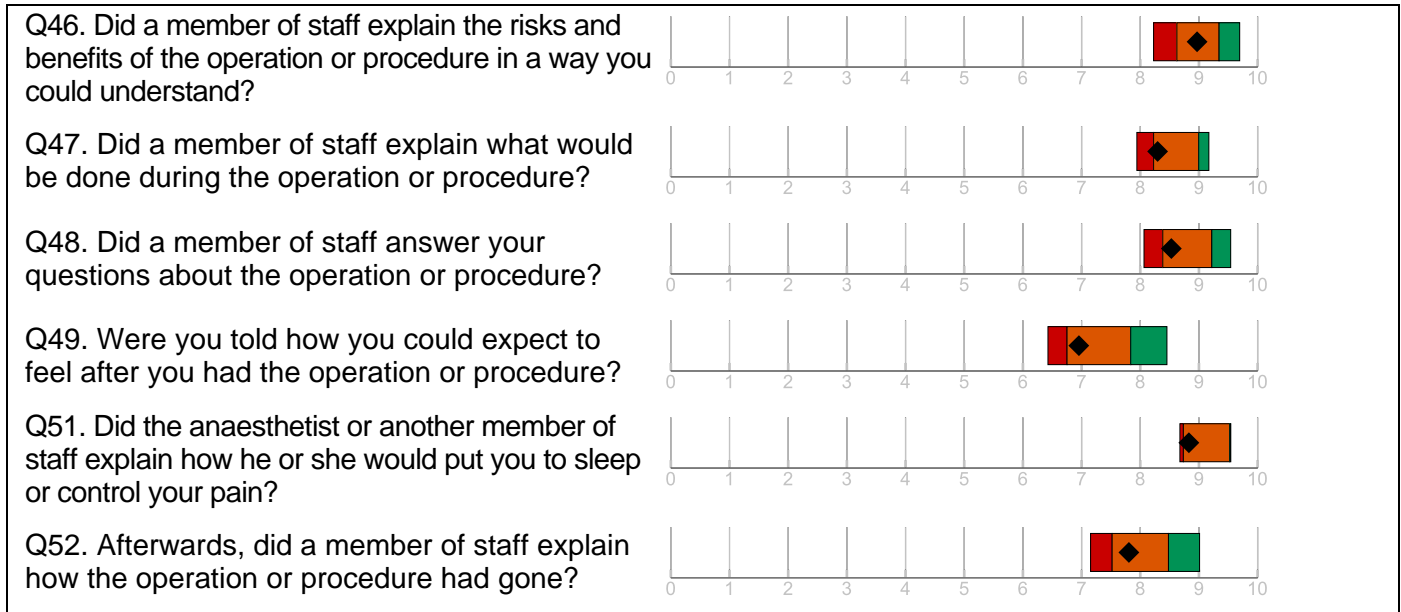 Q46. Did a member of staff explain the risks and
benefits of the operation or procedure in a way you
could understand?
0 1 2 3 4 5 6 7 8 9 10
Q47. Did a member of staff explain what would
be done during the operation or procedure?
0 1 2 3 4 5 6 7 8 9 10
Q48. Did a member of staff answer your
questions about the operation or procedure?
0 1 2 3 4 5 6 7 8 9 10
Q49. Were you told how you could expect to
feel after you had the operation or procedure?
0 1 2 3 4 5 6 7 8 9 10
Q51. Did the anaesthetist or another member of
staff explain how he or she would put you to sleep
or control your pain?
0 1 2 3 4 5 6 7 8 9 10
Q52. Afterwards, did a member of staff explain
how the operation or procedure had gone?
0 1 2 3 4 5 6 7 8 9 10